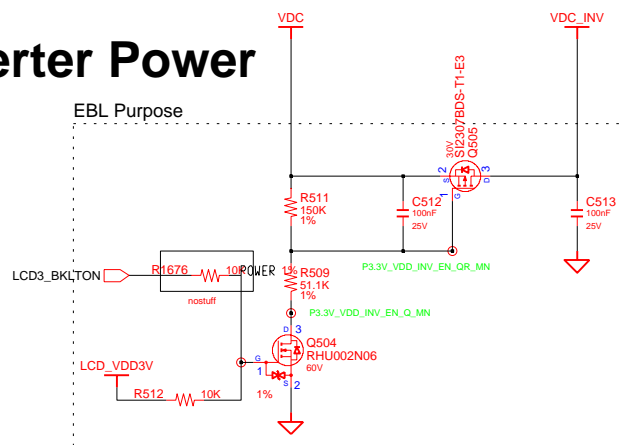 VDC
VDC_INV
erter Power
EBL Purpose
30V
SI2307BDS-T1-E3
Q505
2
3
S
D
1
G
R511
150K
1%
C512
100nF
25V
C513
100nF
25V
P3.3V_VDD_INV_EN_QR_MN
LCD3_BKLTON
R1676
10K
POWER
1%
nostuff
R509
51.1K
1%
P3.3V_VDD_INV_EN_Q_MN
D
3
Q504
RHU002N06
60V
G
1
S
2
LCD_VDD3V
R512
10K
1%